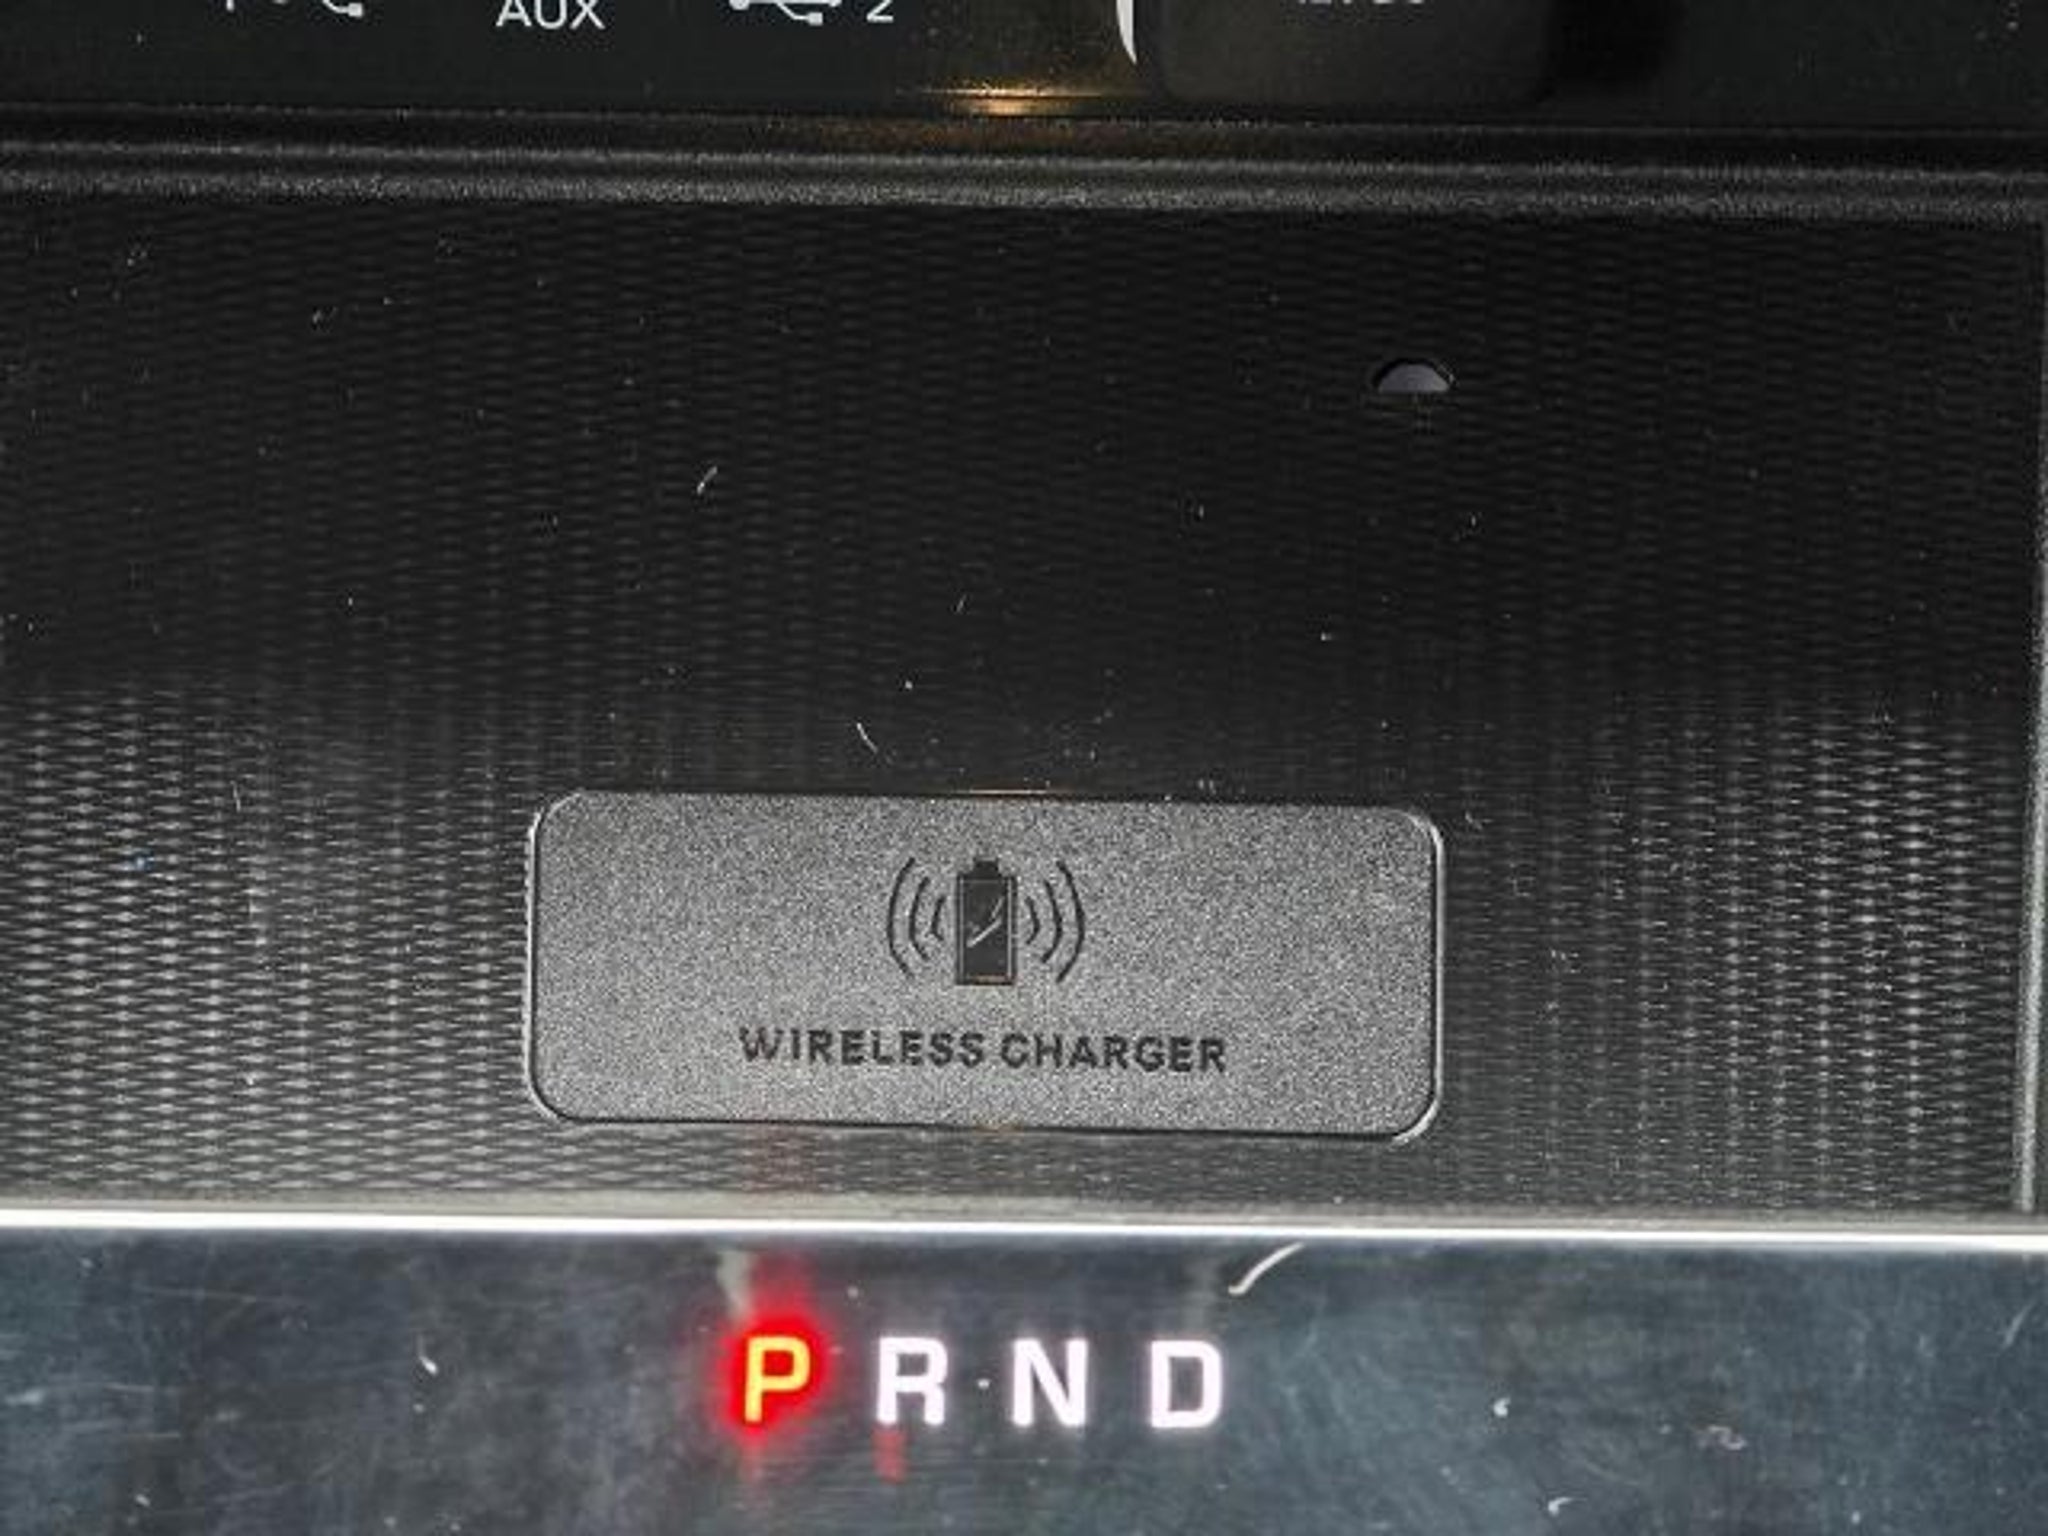 AUX 2
WIRELESS CHARGER
P R N D